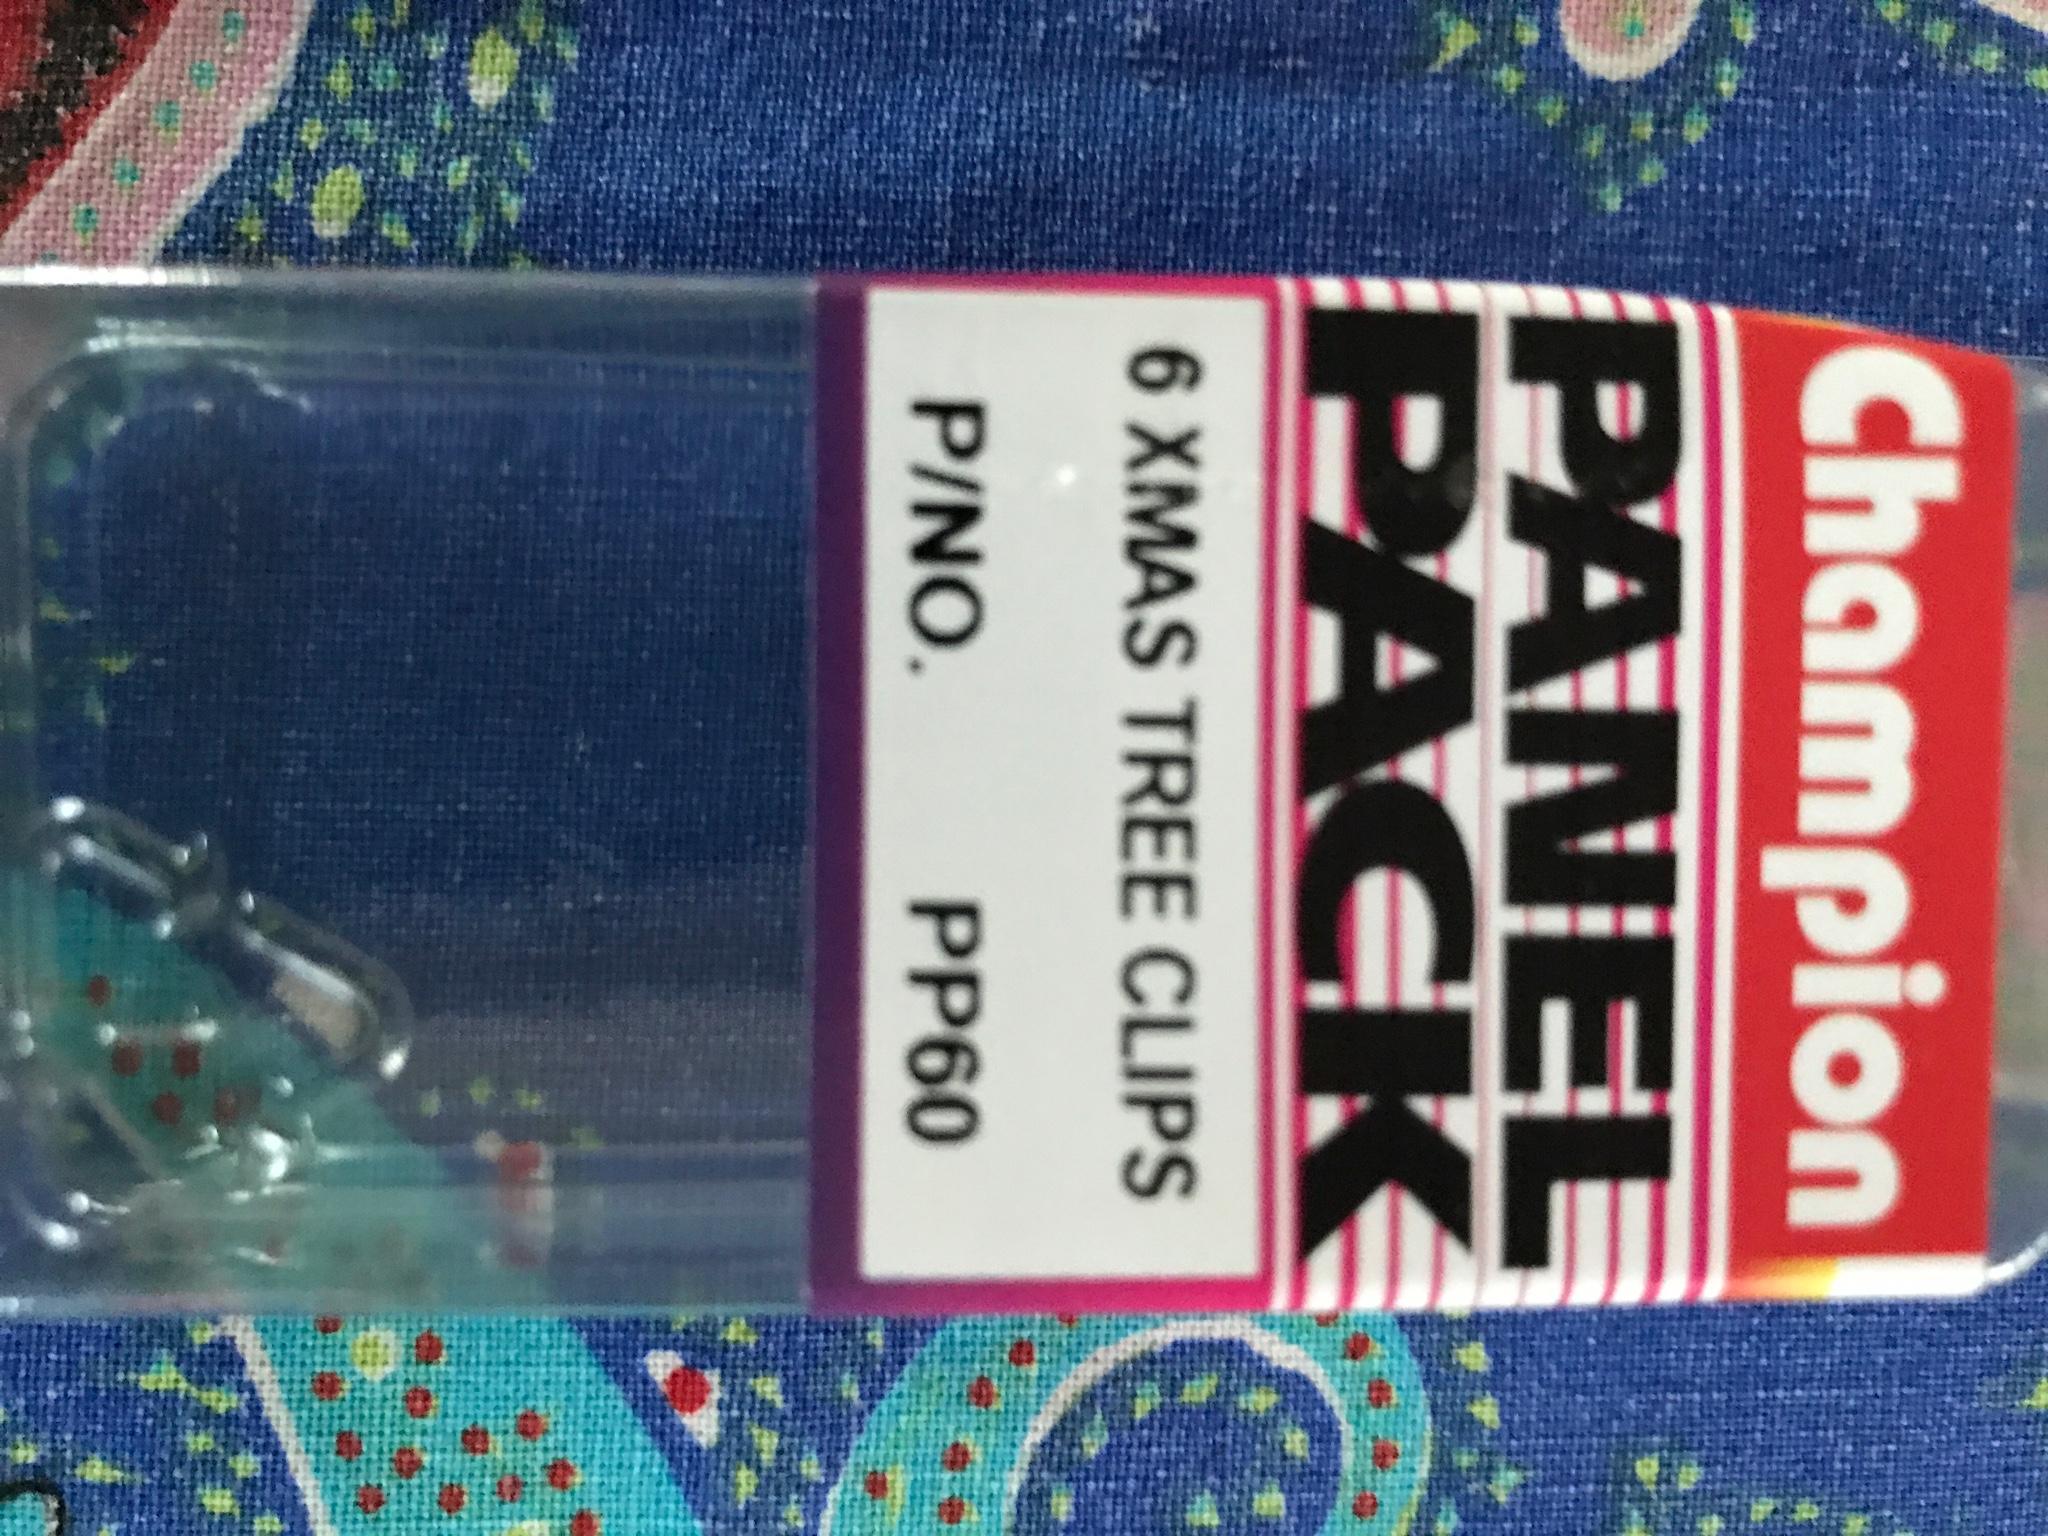 Champion
PANEL
PACK
6 XMAS TREE CLIPS
P/NO. PP60